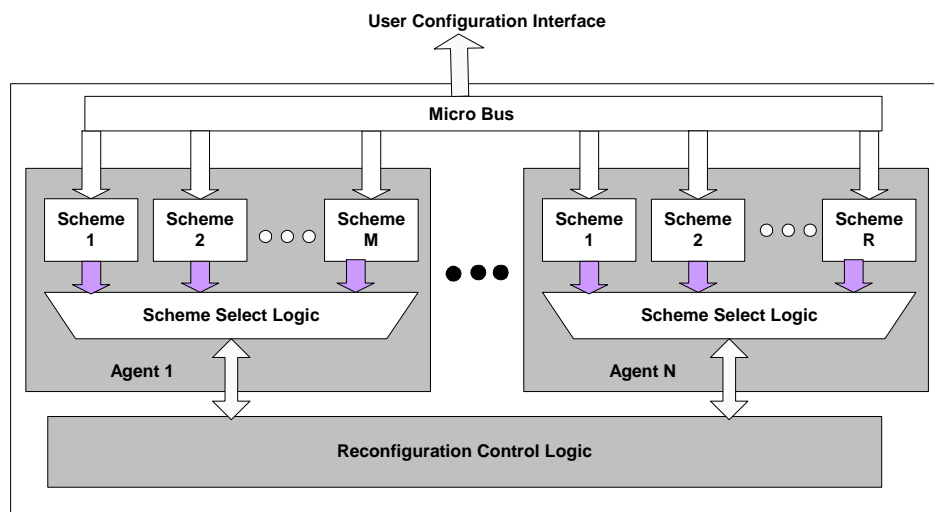 User Configuration Interface
Micro Bus
Scheme
1
Scheme
2
Scheme
M
Scheme
1
Scheme
2
Scheme
R
Scheme Select Logic
Scheme Select Logic
Agent 1
Agent N
Reconfiguration Control Logic